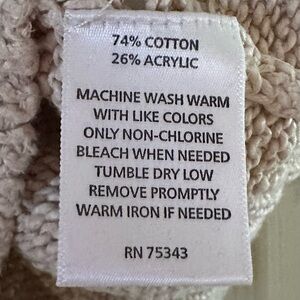 74% COTTON
26% ACRYLIC
MACHINE WASH WARM
WITH LIKE COLORS
ONLY NON-CHLORINE
BLEACH WHEN NEEDED
TUMBLE DRY LOW
REMOVE PROMPTLY
WARM IRON IF NEEDED
RN 75343